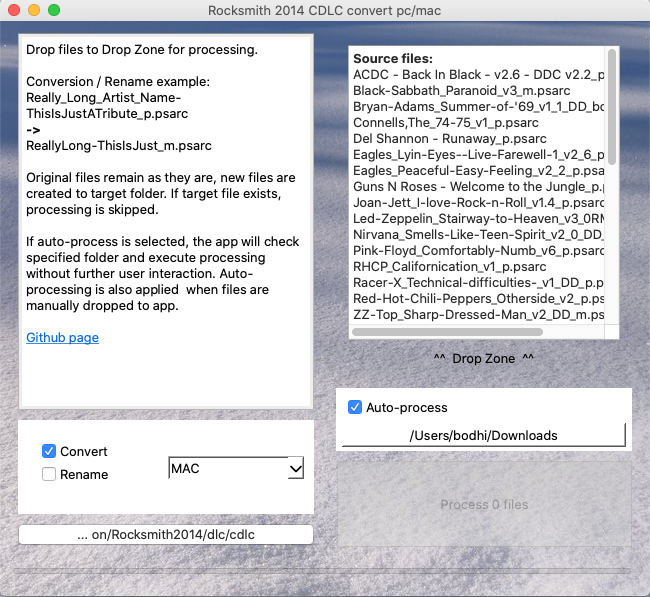 Rocksmith 2014 CDLC convert pc/mac
Drop files to Drop Zone for processing.
Conversion / Rename example:
Really_Long_Artist_Name-
ThisIsJustATribute_p.psarc
->
ReallyLong-ThisIsJust_m.psarc
Original files remain as they are, new files are
created to target folder. If target file exists,
processing is skipped.
If auto-process is selected, the app will check
specified folder and execute processing
without further user interaction. Auto-
processing is also applied  when files are
manually dropped to app.
Github page
Convert
Rename
MAC
... on/Rocksmith2014/dlc/cdlc
Source files:
ACDC - Back In Black - v2.6 - DDC v2.2_p
Black-Sabbath_Paranoid_v3_m.psarc
Bryan-Adams_Summer-of-'69_v1_1_DD_bc
Connells,The_74-75_v1_p.psarc
Del Shannon - Runaway_p.psarc
Eagles_Lyin-Eyes--Live-Farewell-1_v2_6_p
Eagles_Peaceful-Easy-Feeling_v2_2_p.psa
Guns N Roses - Welcome to the Jungle_p.p
Joan-Jett_I-love-Rock-n-Roll_v1.4_p.psarc
Led-Zeppelin_Stairway-to-Heaven_v3_0RM
Nirvana_Smells-Like-Teen-Spirit_v2_0_DD_
Pink-Floyd_Comfortably-Numb_v6_p.psarc
RHCP_Californication_v1_p.psarc
Racer-X_Technical-difficulties-_v1_DD_p.p
Red-Hot-Chili-Peppers_Otherside_v2_p.ps
ZZ-Top_Sharp-Dressed-Man_v2_DD_m.ps
^^ Drop Zone ^^
Auto-process
/Users/bodhi/Downloads
Process 0 files